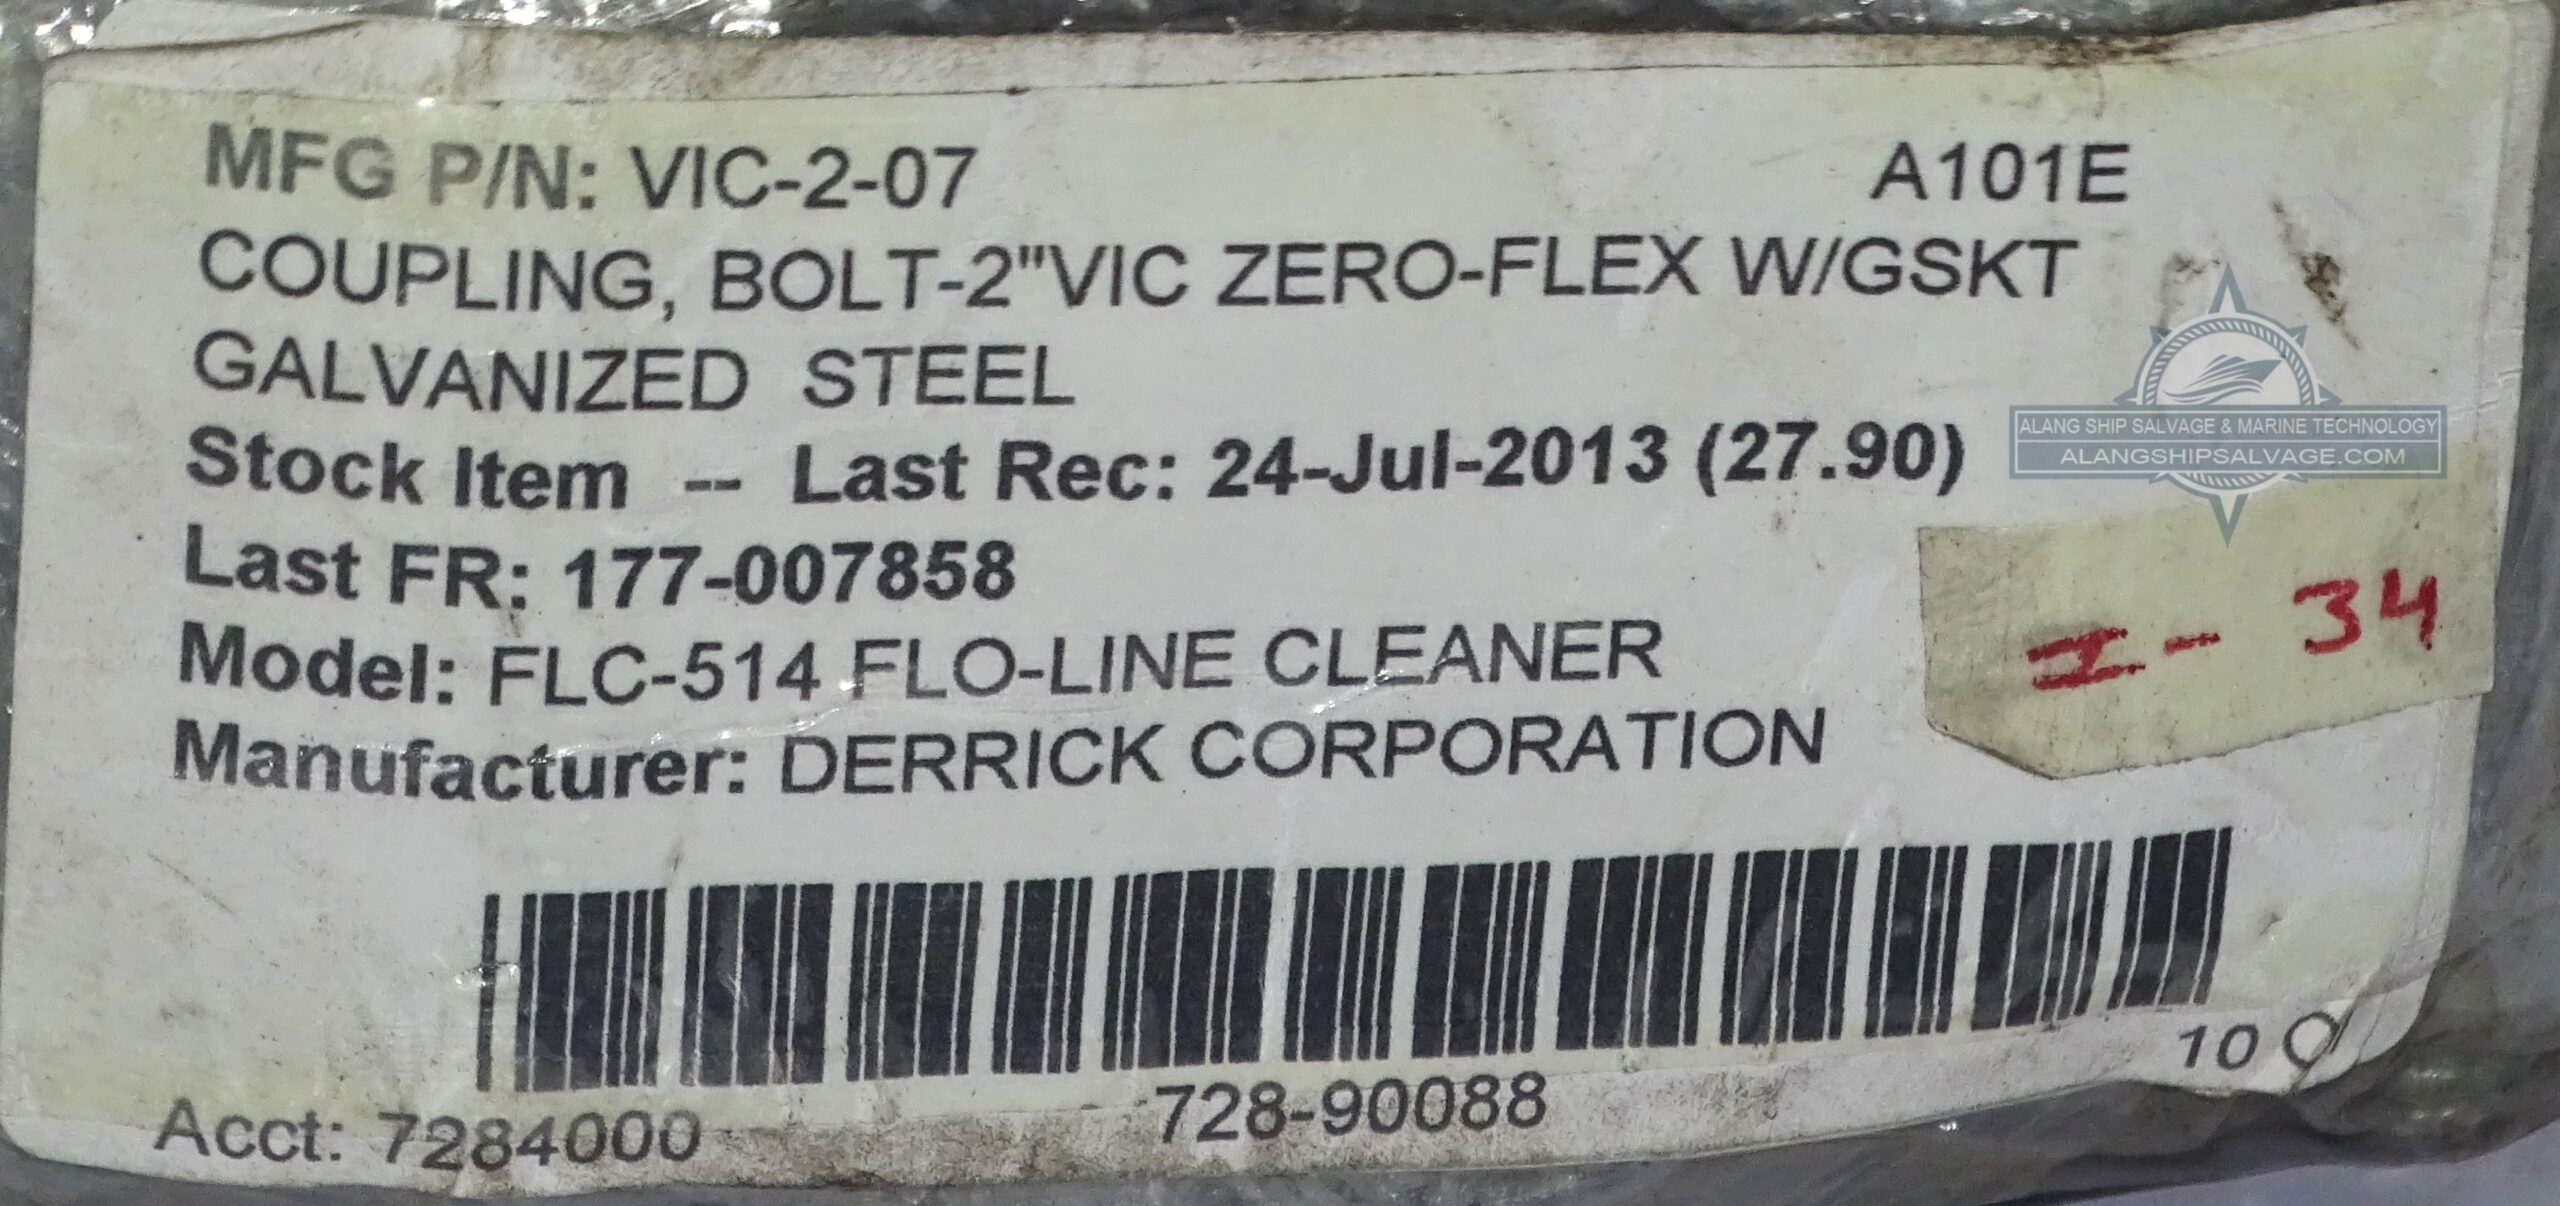 MFG P/N: VIC-2-07 A101E
COUPLING, BOLT-2"VIC ZERO-FLEX W/GSKT
GALVANIZED STEEL
Stock Item -- Last Rec: 24-Jul-2013 (27.90)
ALANG SHIP SALVAGE & MARINE TECHNOLOGY
ALANGSHIPSALVAGE.COM
Last FR: 177-007858
I - 34
Model: FLC-514 FLO-LINE CLEANER
Manufacturer: DERRICK CORPORATION
10
Acct: 7284000 728-90088